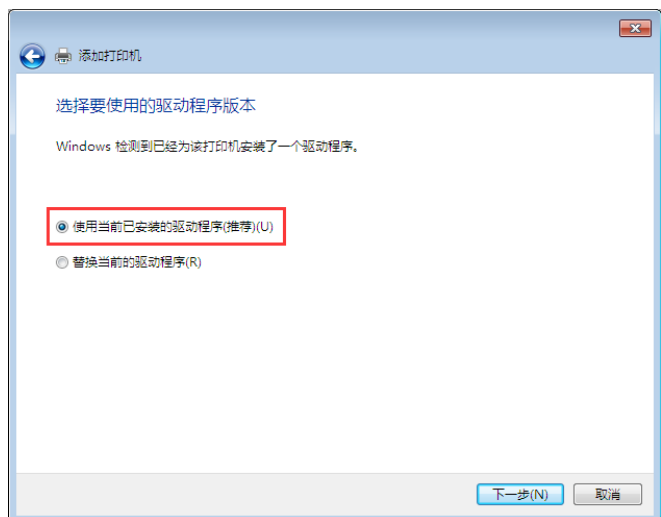 添加打印机
选择要使用的驱动程序版本
Windows 检测到已经为该打印机安装了一个驱动程序。
使用当前已安装的驱动程序(推荐)(U)
替换当前的驱动程序(R)
下一步(N)
取消